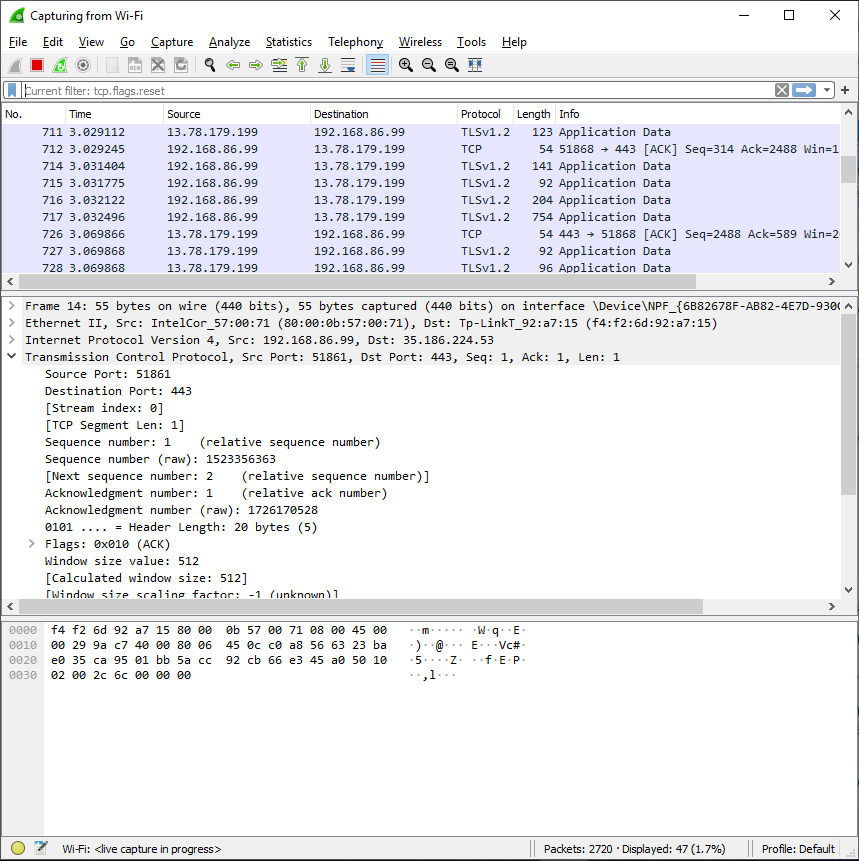 Capturing from Wi-Fi
File Edit View Go Capture Analyze Statistics Telephony Wireless Tools Help
Current filter: tcp.flags.reset
No. Time Source Destination Protocol Length Info
711 3.029112 13.78.179.199 192.168.86.99 TLSv1.2 123 Application Data
712 3.029245 192.168.86.99 13.78.179.199 TCP 54 51868 → 443 [ACK] Seq=314 Ack=2488 Win=1
714 3.031404 192.168.86.99 13.78.179.199 TLSv1.2 141 Application Data
715 3.031775 192.168.86.99 13.78.179.199 TLSv1.2 92 Application Data
716 3.032122 192.168.86.99 13.78.179.199 TLSv1.2 204 Application Data
717 3.032496 192.168.86.99 13.78.179.199 TLSv1.2 754 Application Data
726 3.069866 13.78.179.199 192.168.86.99 TCP 54 443 → 51868 [ACK] Seq=2488 Ack=589 Win=2
727 3.069868 13.78.179.199 192.168.86.99 TLSv1.2 92 Application Data
728 3.069868 13.78.179.199 192.168.86.99 TLSv1.2 96 Application Data
Frame 14: 55 bytes on wire (440 bits), 55 bytes captured (440 bits) on interface \Device\NPF_{6B82678F-AB82-4E7D-930
Ethernet II, Src: IntelCor_57:00:71 (80:00:0b:57:00:71), Dst: Tp-LinkT_92:a7:15 (f4:f2:6d:92:a7:15)
Internet Protocol Version 4, Src: 192.168.86.99, Dst: 35.186.224.53
Transmission Control Protocol, Src Port: 51861, Dst Port: 443, Seq: 1, Ack: 1, Len: 1
Source Port: 51861
Destination Port: 443
[Stream index: 0]
[TCP Segment Len: 1]
Sequence number: 1 (relative sequence number)
Sequence number (raw): 1523356363
[Next sequence number: 2 (relative sequence number)]
Acknowledgment number: 1 (relative ack number)
Acknowledgment number (raw): 1726170528
0101 .... = Header Length: 20 bytes (5)
Flags: 0x010 (ACK)
Window size value: 512
[Calculated window size: 512]
[Window size scaling factor: -1 (unknown)]
0000 f4 f2 6d 92 a7 15 80 00 0b 57 00 71 08 00 45 00 ··m····· ·W·q··E·
0010 00 29 9a c7 40 00 80 06 45 0c c0 a8 56 63 23 ba ·)··@··· E···Vc#·
0020 e0 35 ca 95 01 bb 5a cc 92 cb 66 e3 45 a0 50 10 ·5····Z· ··f·E·P·
0030 02 00 2c 6c 00 00 00 ··,l···
Wi-Fi: <live capture in progress> Packets: 2720 · Displayed: 47 (1.7%) Profile: Default